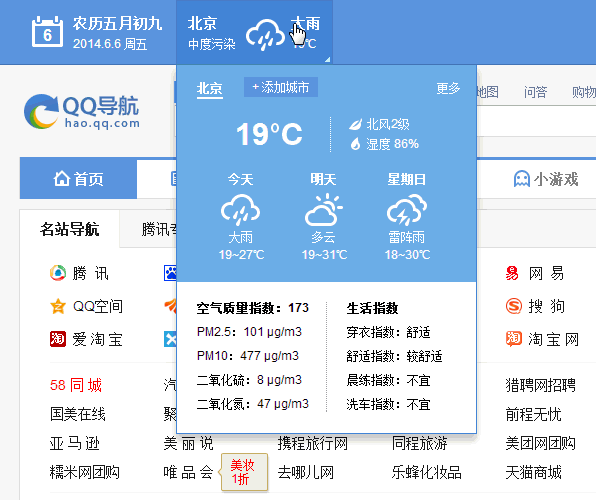 6 农历五月初九
2014.6.6 周五
北京 大雨
中度污染
北京 +添加城市 更多
19°C
北风2级
湿度 86%
今天 明天 星期日
大雨 多云 雷阵雨
19~27℃ 19~31℃ 18~30℃
空气质量指数：173
PM2.5：101 µg/m3
PM10：477 µg/m3
二氧化硫：8 µg/m3
二氧化氮：47 µg/m3
生活指数
穿衣指数：舒适
舒适指数：较舒适
晨练指数：不宜
洗车指数：不宜
地图 问答 购物
QQ导航
hao.qq.com
首页 小游戏
名站导航 腾讯
腾讯 网易
QQ空间 搜狗
爱淘宝 淘宝网
58同城 猎聘网招聘
国美在线 前程无忧
亚马逊 美丽说 携程旅行网 同程旅游 美团网团购
糯米网团购 唯品会 美妆 去哪儿网 乐蜂化妆品 天猫商城
1折